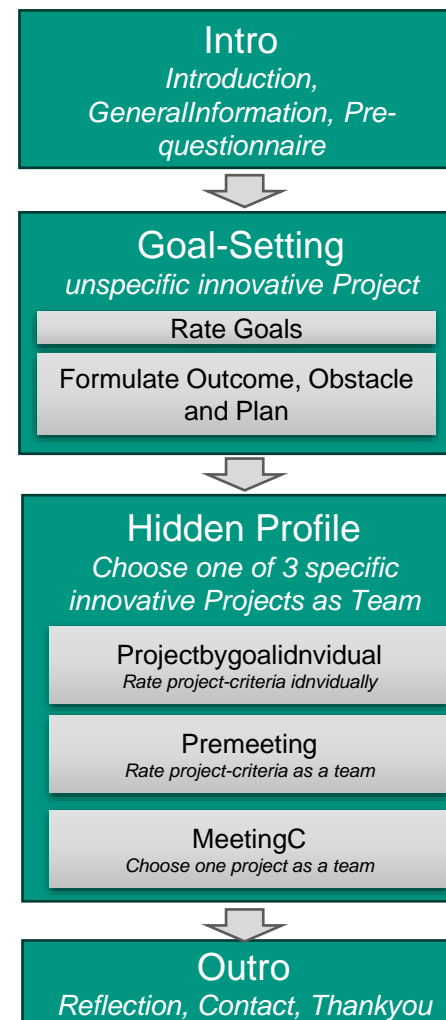 Intro
Introduction,
GeneralInformation, Pre-
questionnaire
Goal-Setting
unspecific innovative Project
Rate Goals
Formulate Outcome, Obstacle
and Plan
Hidden Profile
Choose one of 3 specific
innovative Projects as Team
Projectbygoalidnvidual
Rate project-criteria idnvidually
Premeeting
Rate project-criteria as a team
MeetingC
Choose one project as a team
Outro
Reflection, Contact, Thankyou